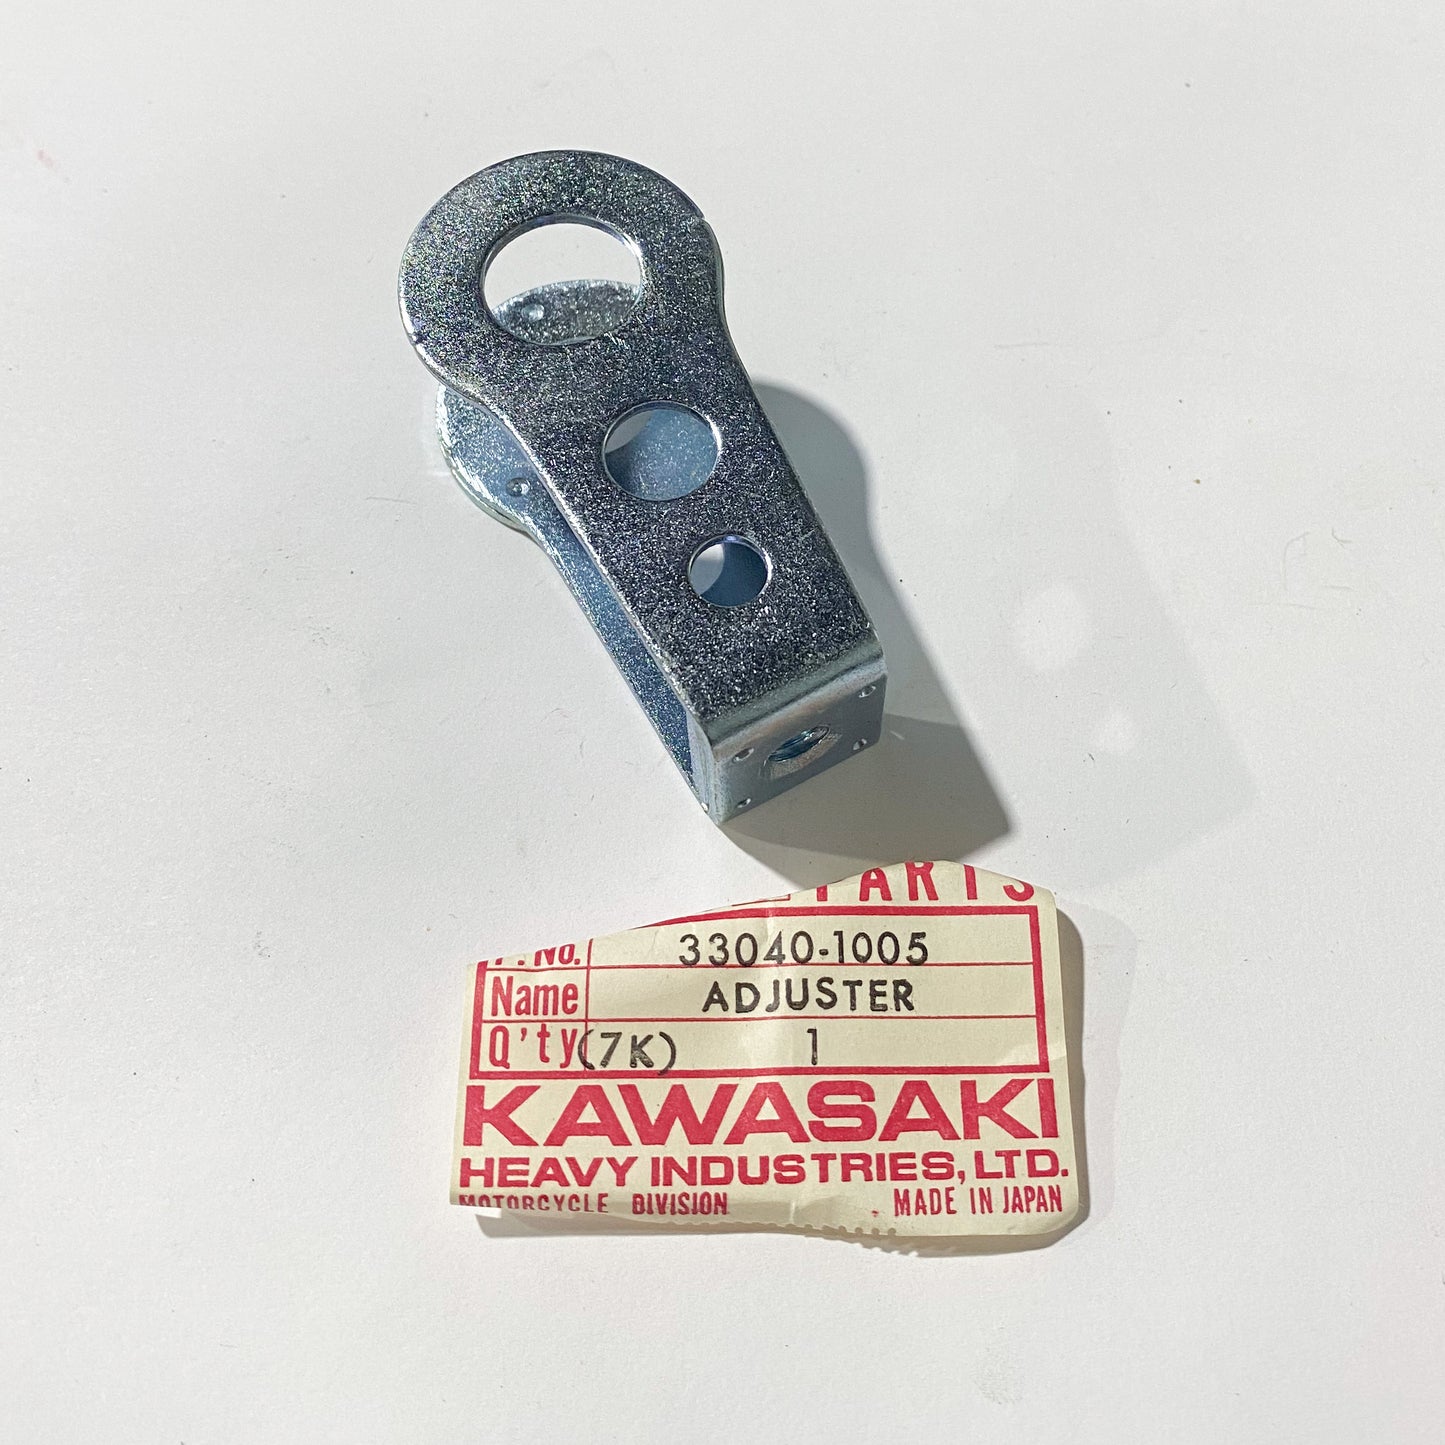 PARTS
P. No. 33040-1005
Name ADJUSTER
Q'ty (7K) 1
KAWASAKI
HEAVY INDUSTRIES, LTD.
MOTORCYCLE DIVISION MADE IN JAPAN